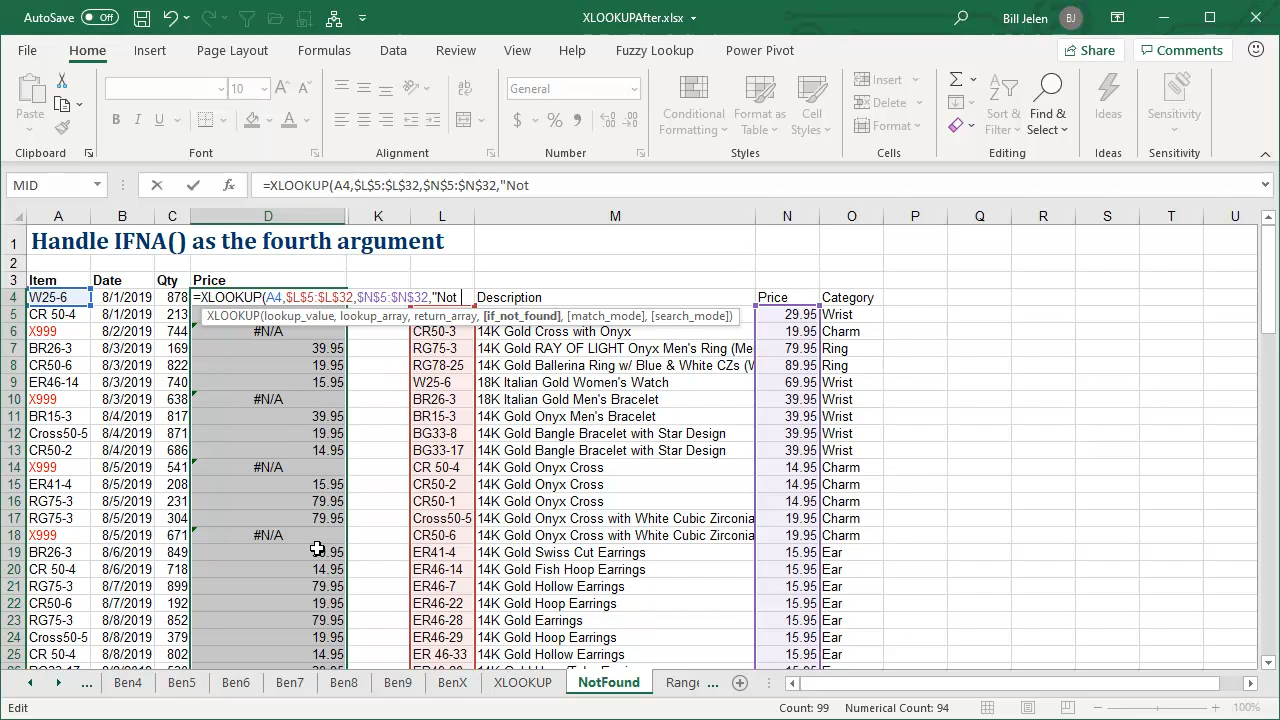 AutoSave Off XLOOKUPAfter.xlsx Bill Jelen BJ
File Home Insert Page Layout Formulas Data Review View Help Fuzzy Lookup Power Pivot Share Comments
10 General Insert Delete Format
Paste Conditional Formatting Format as Table Cell Styles Sort & Filter Find & Select Ideas Sensitivity
Clipboard Font Alignment Number Styles Cells Editing Ideas Sensitivity
MID =XLOOKUP(A4,$L$5:$L$32,$N$5:$N$32,"Not
A B C D K L M N O P Q R S T U
1 Handle IFNA() as the fourth argument
2
3 Item Date Qty Price
4 W25-6 8/1/2019 878 =XLOOKUP(A4,$L$5:$L$32,$N$5:$N$32,"Not Description Price Category
XLOOKUP(lookup_value, lookup_array, return_array, [if_not_found], [match_mode], [search_mode])
5 CR 50-4 8/1/2019 213 29.95 Wrist
6 X999 8/2/2019 744 #N/A CR50-3 14K Gold Cross with Onyx 19.95 Charm
7 BR26-3 8/3/2019 169 39.95 RG75-3 14K Gold RAY OF LIGHT Onyx Men's Ring (Me 79.95 Ring
8 CR50-6 8/3/2019 822 19.95 RG78-25 14K Gold Ballerina Ring w/ Blue & White CZs (V 89.95 Ring
9 ER46-14 8/3/2019 740 15.95 W25-6 18K Italian Gold Women's Watch 69.95 Wrist
10 X999 8/3/2019 638 #N/A BR26-3 18K Italian Gold Men's Bracelet 39.95 Wrist
11 BR15-3 8/4/2019 817 39.95 BR15-3 14K Gold Onyx Men's Bracelet 39.95 Wrist
12 Cross50-5 8/4/2019 871 19.95 BG33-8 14K Gold Bangle Bracelet with Star Design 39.95 Wrist
13 CR50-2 8/4/2019 686 14.95 BG33-17 14K Gold Bangle Bracelet with Star Design 39.95 Wrist
14 X999 8/5/2019 541 #N/A CR 50-4 14K Gold Onyx Cross 14.95 Charm
15 ER41-4 8/5/2019 208 15.95 CR50-2 14K Gold Onyx Cross 14.95 Charm
16 RG75-3 8/5/2019 231 79.95 CR50-1 14K Gold Onyx Cross 14.95 Charm
17 RG75-3 8/5/2019 304 79.95 Cross50-5 14K Gold Onyx Cross with White Cubic Zirconia 19.95 Charm
18 X999 8/5/2019 671 #N/A CR50-6 14K Gold Onyx Cross with White Cubic Zirconia 19.95 Charm
19 BR26-3 8/6/2019 849 ER41-4 14K Gold Swiss Cut Earrings 15.95 Ear
20 CR 50-4 8/6/2019 718 14.95 ER46-14 14K Gold Fish Hoop Earrings 15.95 Ear
21 RG75-3 8/7/2019 899 79.95 ER46-7 14K Gold Hollow Earrings 15.95 Ear
22 CR50-6 8/7/2019 192 19.95 ER46-22 14K Gold Hoop Earrings 15.95 Ear
23 RG75-3 8/8/2019 852 79.95 ER46-28 14K Gold Earrings 15.95 Ear
24 Cross50-5 8/8/2019 379 19.95 ER46-29 14K Gold Hoop Earrings 15.95 Ear
25 CR 50-4 8/8/2019 802 14.95 ER 46-33 14K Gold Hollow Earrings 15.95 Ear
... Ben4 Ben5 Ben6 Ben7 Ben8 Ben9 BenX XLOOKUP NotFound Range ...
Edit Count: 99 Numerical Count: 94 100%